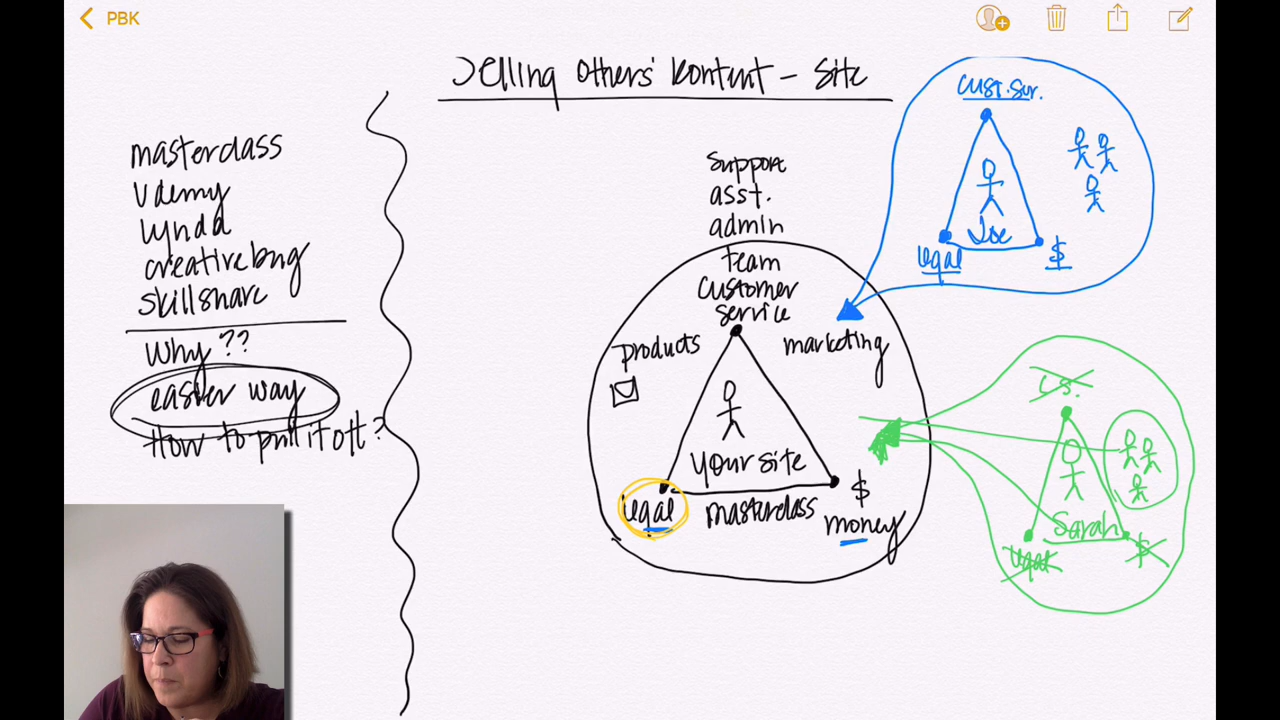 PBK
Selling Others' Kontent - Site
masterclass
Udemy
lynda
creativebug
skillshare
Why ??
easier way
How to pull it off?
support
asst.
admin
team
customer
service
products
marketing
your site
legal
masterclass
$
money
cust. sur.
Joe
legal
$
c.s.
Sarah
legal
$